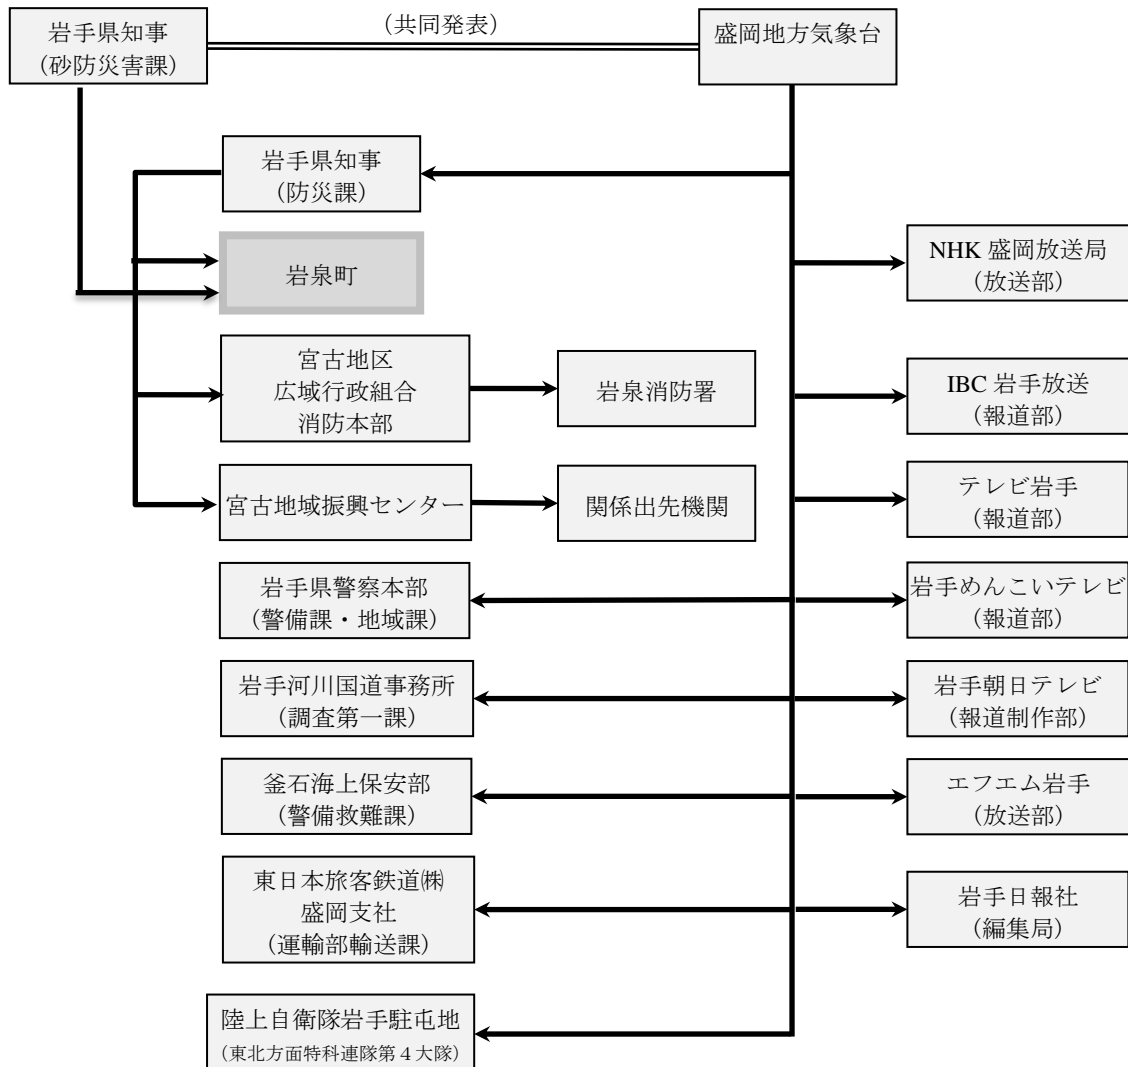 岩手県知事
（砂防災害課）
（共同発表）
盛岡地方気象台
岩手県知事
（防災課）
岩泉町
宮古地区
広域行政組合
消防本部
岩泉消防署
宮古地域振興センター
関係出先機関
岩手県警察本部
（警備課・地域課）
岩手河川国道事務所
（調査第一課）
釜石海上保安部
（警備救難課）
東日本旅客鉄道㈱
盛岡支社
（運輸部輸送課）
陸上自衛隊岩手駐屯地
（東北方面特科連隊第４大隊）
NHK 盛岡放送局
（放送部）
IBC 岩手放送
（報道部）
テレビ岩手
（報道部）
岩手めんこいテレビ
（報道部）
岩手朝日テレビ
（報道制作部）
エフエム岩手
（放送部）
岩手日報社
（編集局）